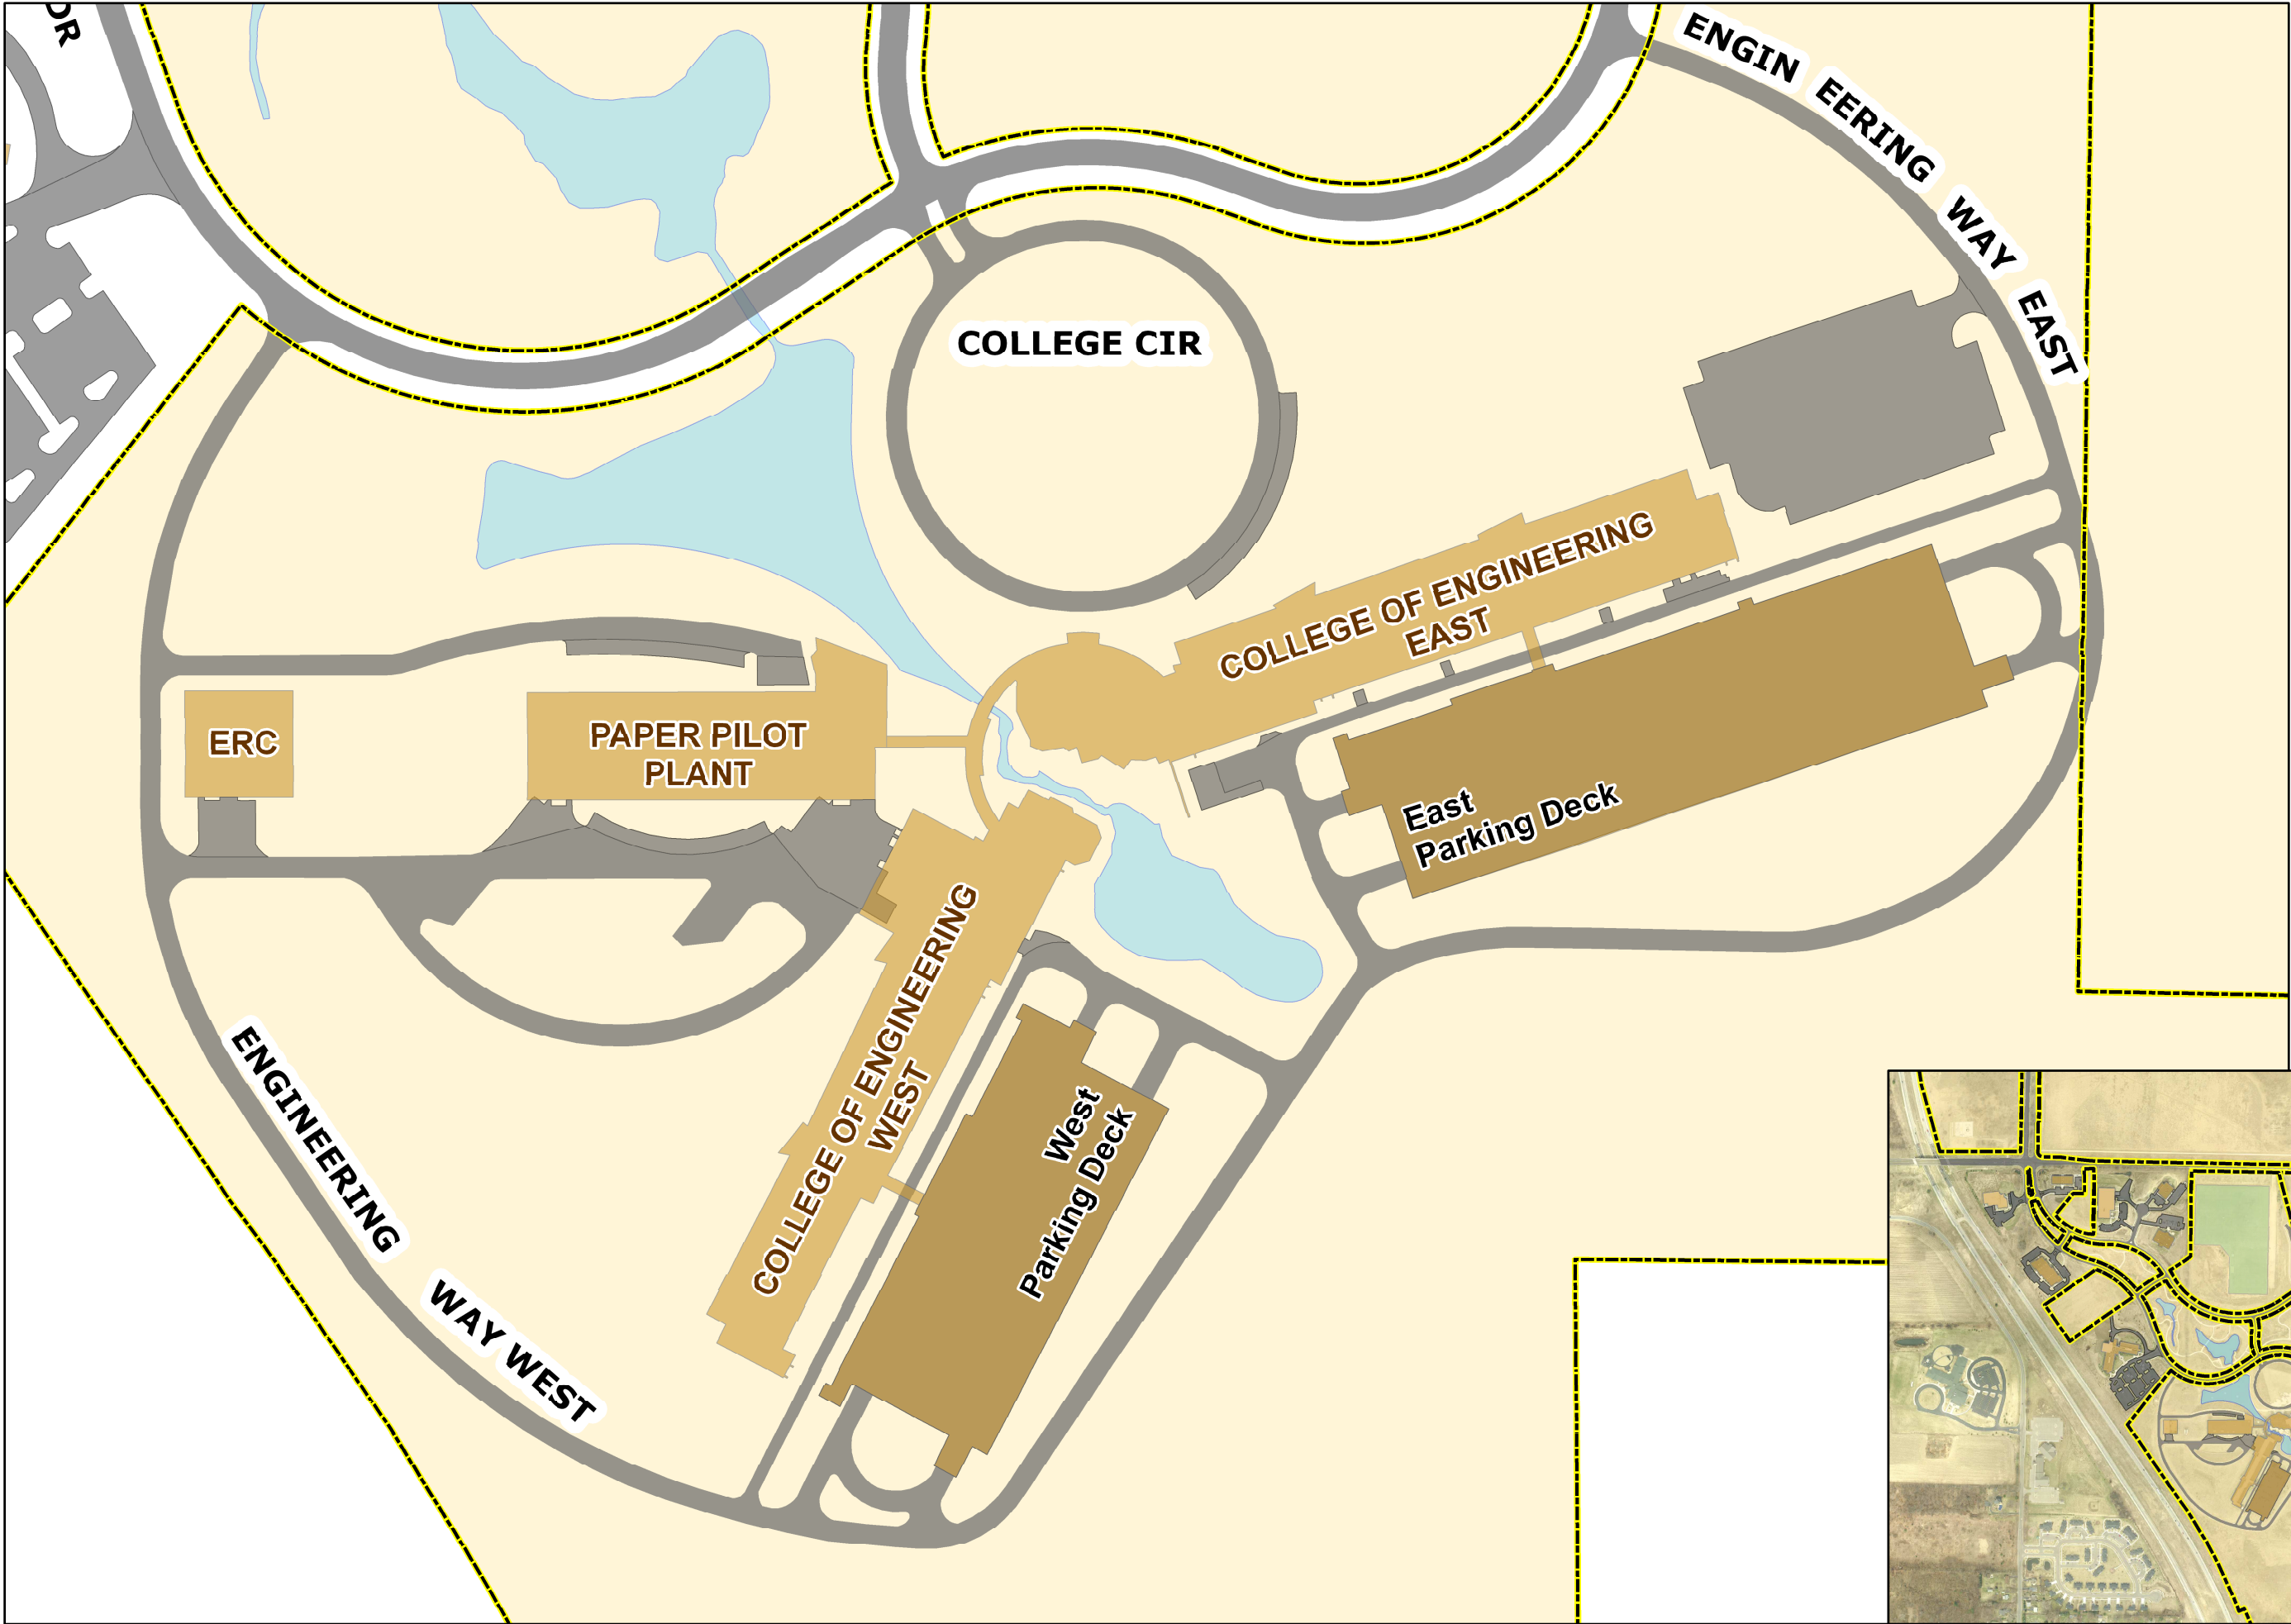 DR
ENGIN EERING WAY EAST
COLLEGE CIR
COLLEGE OF ENGINEERING
EAST
ERC
PAPER PILOT
PLANT
East
Parking Deck
COLLEGE OF ENGINEERING
WEST
West
Parking Deck
ENGINEERING WAY WEST